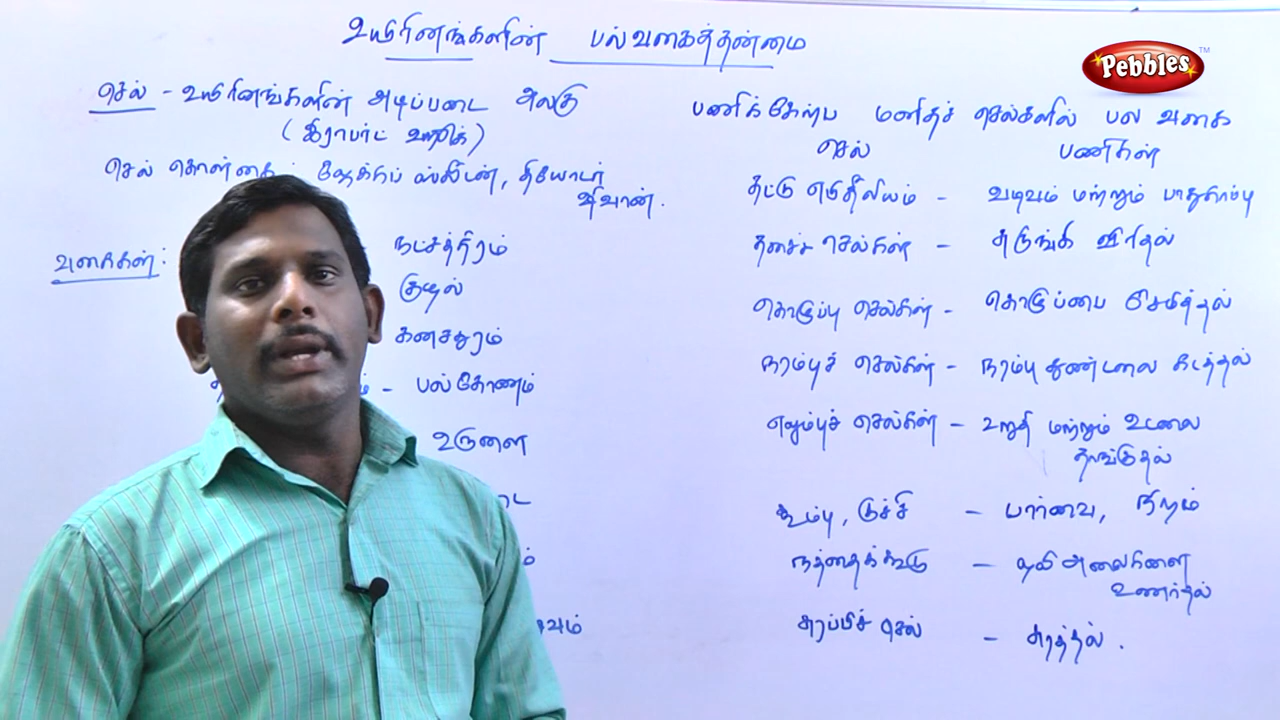 உயிரினங்களின் பல்வகைத்தன்மை
Pebbles TM
செல் - உயிரினங்களின் அடிப்படை அலகு
(இராபர்ட் ஹூக்)
செல் கொள்கை ஜேக்கப் ஸ்லீடன், தியோடர்
ஷிவான்.
வகைகள் :
நட்சத்திரம்
குடில்
கனசதுரம்
- பல்கோணம்
உருளை
பணிக்கேற்ப மனிதச் செல்களில் பல வகை
செல் பணிகள்
தட்டு எபிதீலியம் - வடிவம் மற்றும் பாதுகாப்பு
தசைச் செல்கள் - சுருங்கி விரிதல்
கொழுப்பு செல்கள் - கொழுப்பை சேமித்தல்
நரம்புச் செல்கள் - நரம்பு தூண்டலை கடத்தல்
எலும்புச் செல்கள் - உறுதி மற்றும் உடலை
தாங்குதல்
கூம்பு, குச்சி - பார்வை, நிறம்
நத்தைக்கூடு - ஒலி அலைகளை
உணர்தல்
சுரப்பிச் செல் - சுரத்தல்.